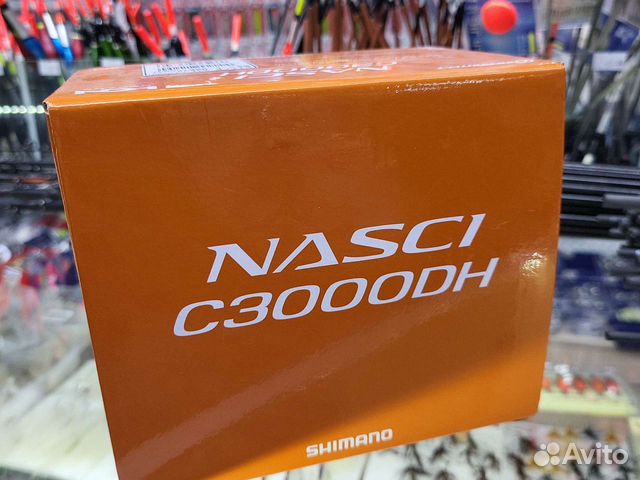 NASCI
C3000DH
SHIMANO
Avito